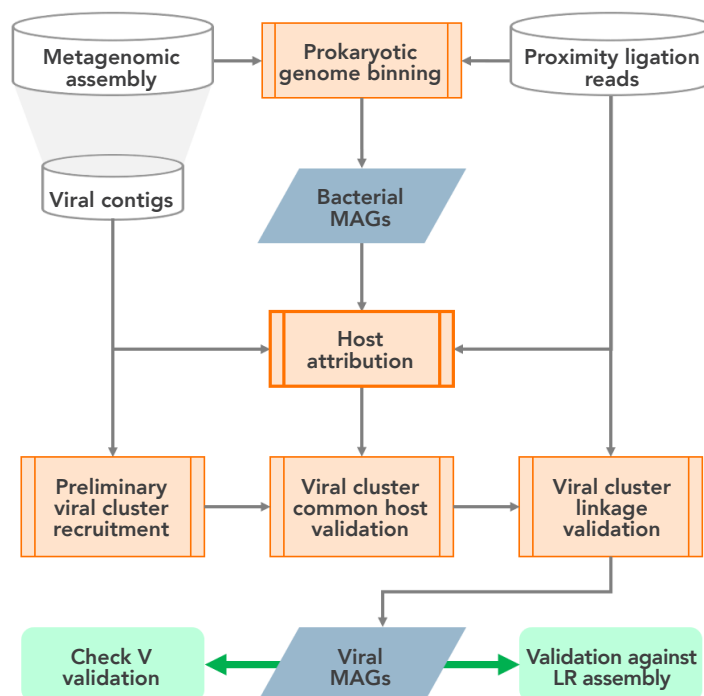 Metagenomic
assembly
Prokaryotic
genome binning
Proximity ligation
reads
Viral contigs
Bacterial
MAGs
Host
attribution
Preliminary
viral cluster
recruitment
Viral cluster
common host
validation
Viral cluster
linkage
validation
Check V
validation
Viral
MAGs
Validation against
LR assembly